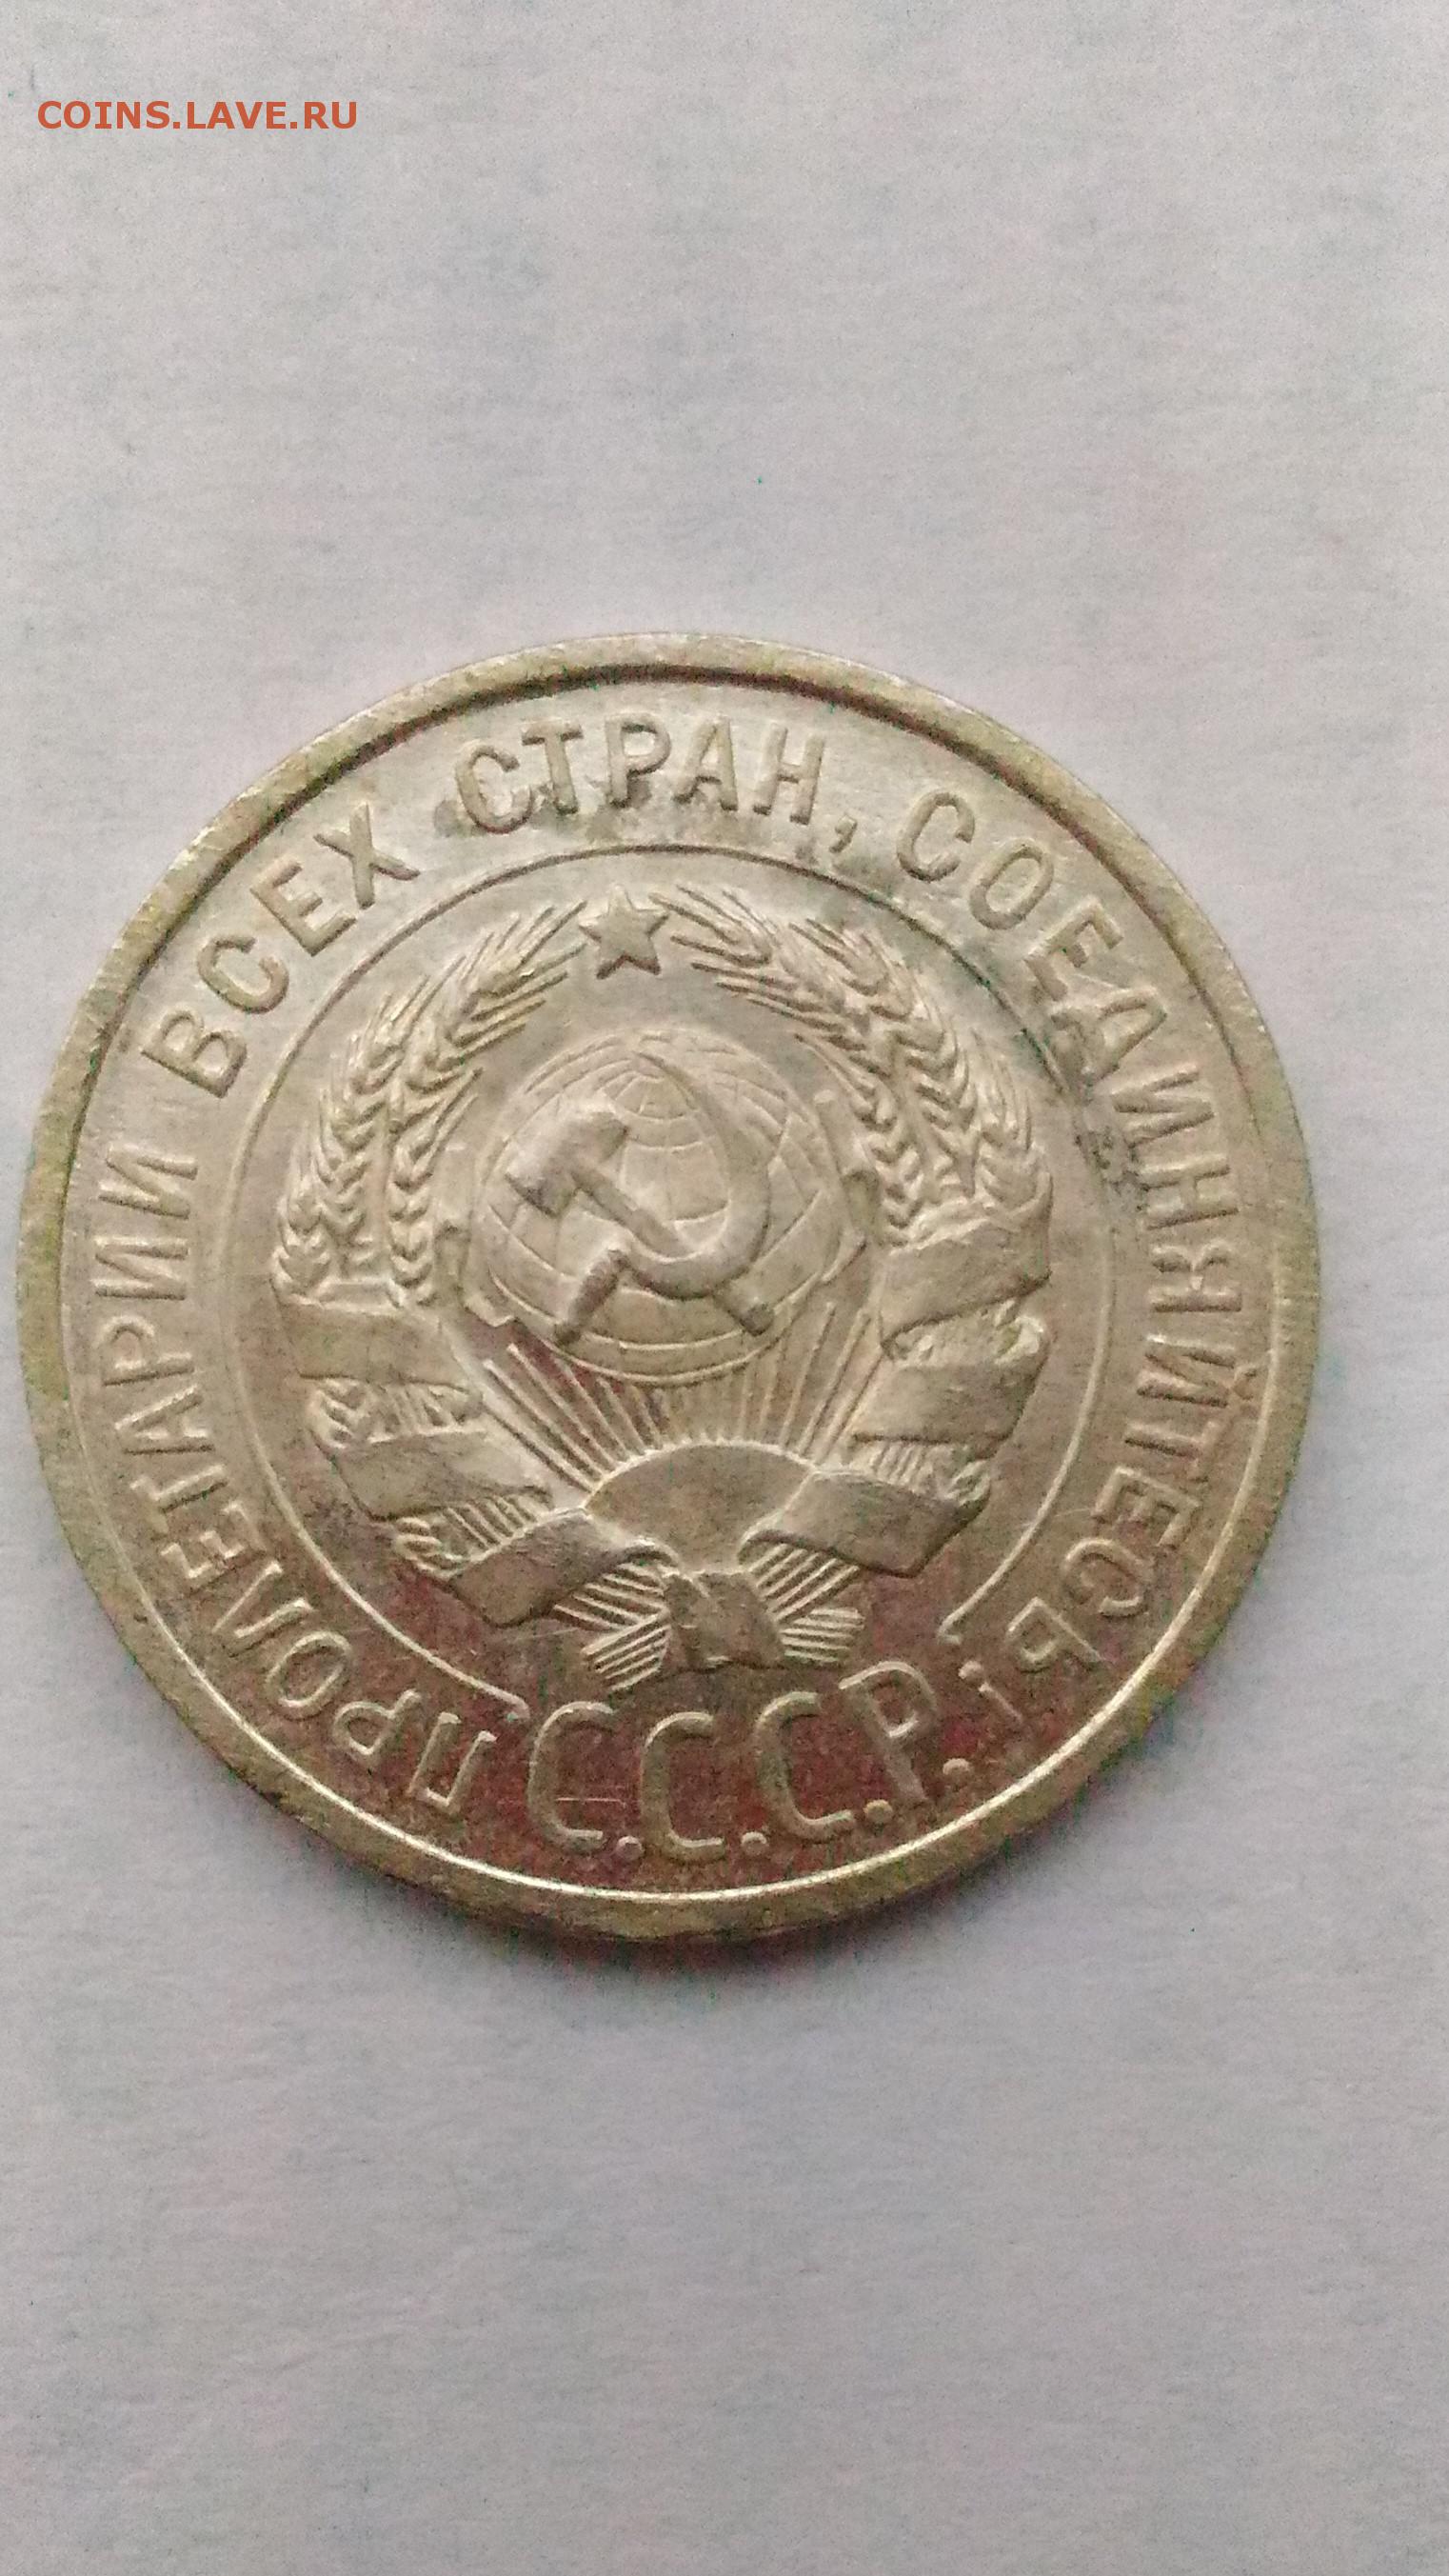 COINS.LAVE.RU
ПРОЛЕТАРИИ ВСЕХ СТРАН, СОЕДИНЯЙТЕСЬ!
С.С.С.Р.